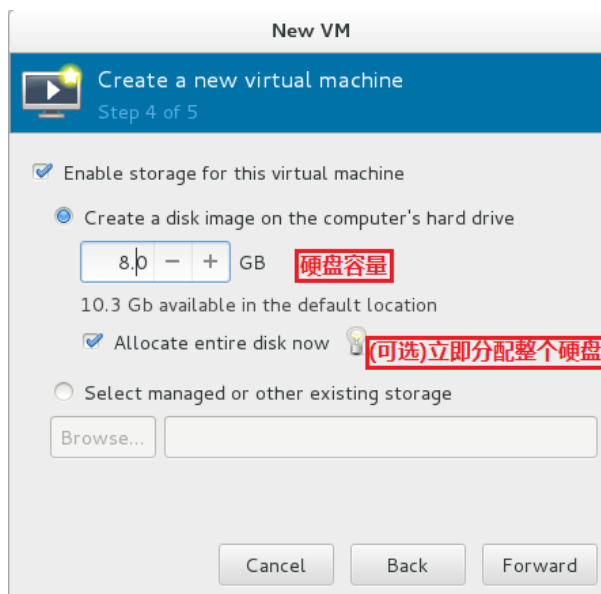 New VM
Create a new virtual machine
Step 4 of 5
Enable storage for this virtual machine
Create a disk image on the computer's hard drive
8.0 − + GB 硬盘容量
10.3 Gb available in the default location
Allocate entire disk now (可选)立即分配整个硬盘
Select managed or other existing storage
Browse...
Cancel Back Forward